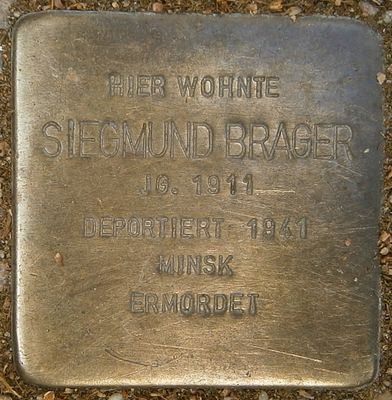 HIER WOHNTE
SIEGMUND BRAGER
JG. 1911
DEPORTIERT 1941
MINSK
ERMORDET